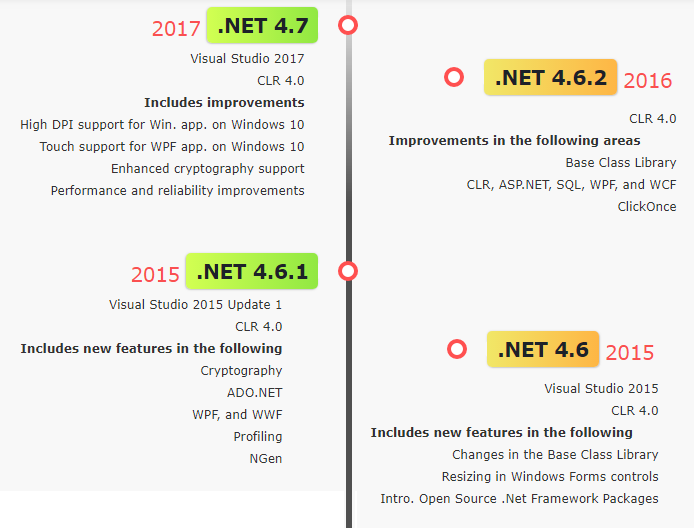 2017 .NET 4.7
Visual Studio 2017
CLR 4.0
Includes improvements
High DPI support for Win. app. on Windows 10
Touch support for WPF app. on Windows 10
Enhanced cryptography support
Performance and reliability improvements
.NET 4.6.2 2016
CLR 4.0
Improvements in the following areas
Base Class Library
CLR, ASP.NET, SQL, WPF, and WCF
ClickOnce
2015 .NET 4.6.1
Visual Studio 2015 Update 1
CLR 4.0
Includes new features in the following
Cryptography
ADO.NET
WPF, and WWF
Profiling
NGen
.NET 4.6 2015
Visual Studio 2015
CLR 4.0
Includes new features in the following
Changes in the Base Class Library
Resizing in Windows Forms controls
Intro. Open Source .Net Framework Packages